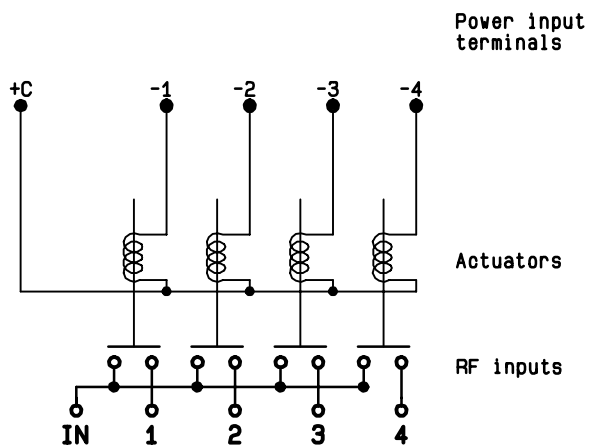 Power input
terminals
+C -1 -2 -3 -4
Actuators
RF inputs
IN 1 2 3 4